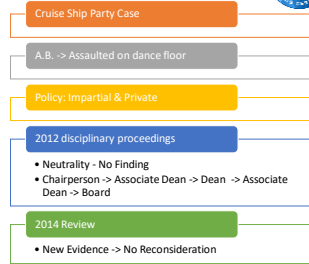 Cruise Ship Party Case
A.B. -> Assaulted on dance floor
Policy: Impartial & Private
2012 disciplinary proceedings
• Neutrality - No Finding
• Chairperson -> Associate Dean -> Dean -> Associate
Dean -> Board
2014 Review
• New Evidence -> No Reconsideration